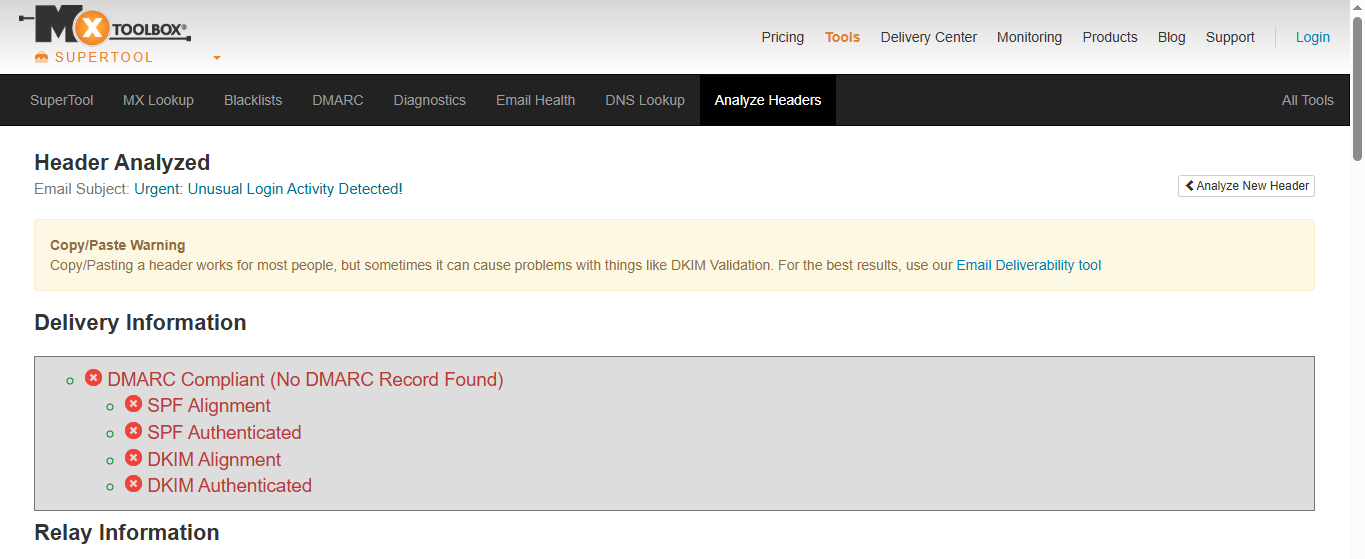 MX TOOLBOX®
SUPERTOOL
Pricing Tools Delivery Center Monitoring Products Blog Support Login
SuperTool MX Lookup Blacklists DMARC Diagnostics Email Health DNS Lookup Analyze Headers All Tools
Header Analyzed
Email Subject: Urgent: Unusual Login Activity Detected!
Analyze New Header
Copy/Paste Warning
Copy/Pasting a header works for most people, but sometimes it can cause problems with things like DKIM Validation. For the best results, use our Email Deliverability tool
Delivery Information
DMARC Compliant (No DMARC Record Found)
SPF Alignment
SPF Authenticated
DKIM Alignment
DKIM Authenticated
Relay Information